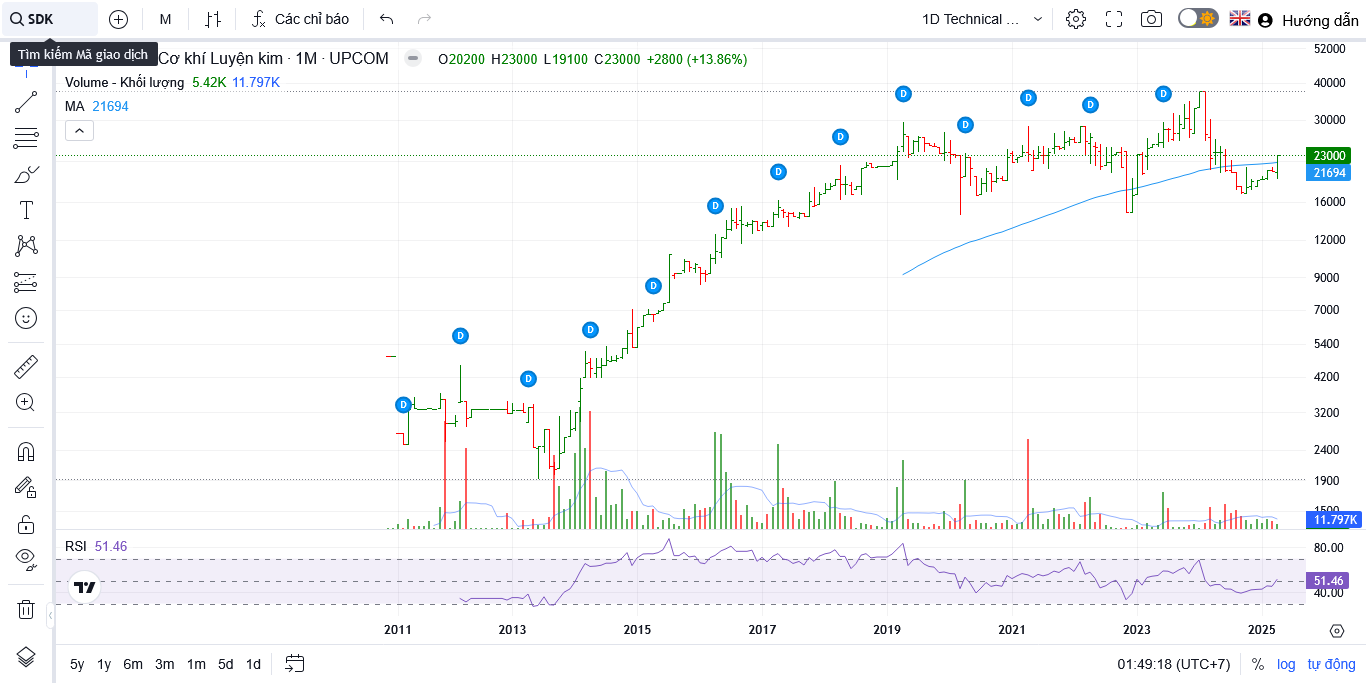 SDK
M
Các chỉ báo
1D Technical ...
Hướng dẫn
Tìm kiếm Mã giao dịch
Cơ khí Luyện kim · 1M · UPCOM
O20200 H23000 L19100 C23000 +2800 (+13.86%)
Volume - Khối lượng 5.42K 11.797K
MA 21694
52000
40000
30000
23000
21694
16000
12000
9000
7000
5400
4200
3200
2400
1900
1500
11.797K
D
D
D
D
D
D
D
D
D
D
D
D
D
RSI 51.46
80.00
51.46
40.00
2011
2013
2015
2017
2019
2021
2023
2025
5y 1y 6m 3m 1m 5d 1d
01:49:18 (UTC+7)
% log tự động